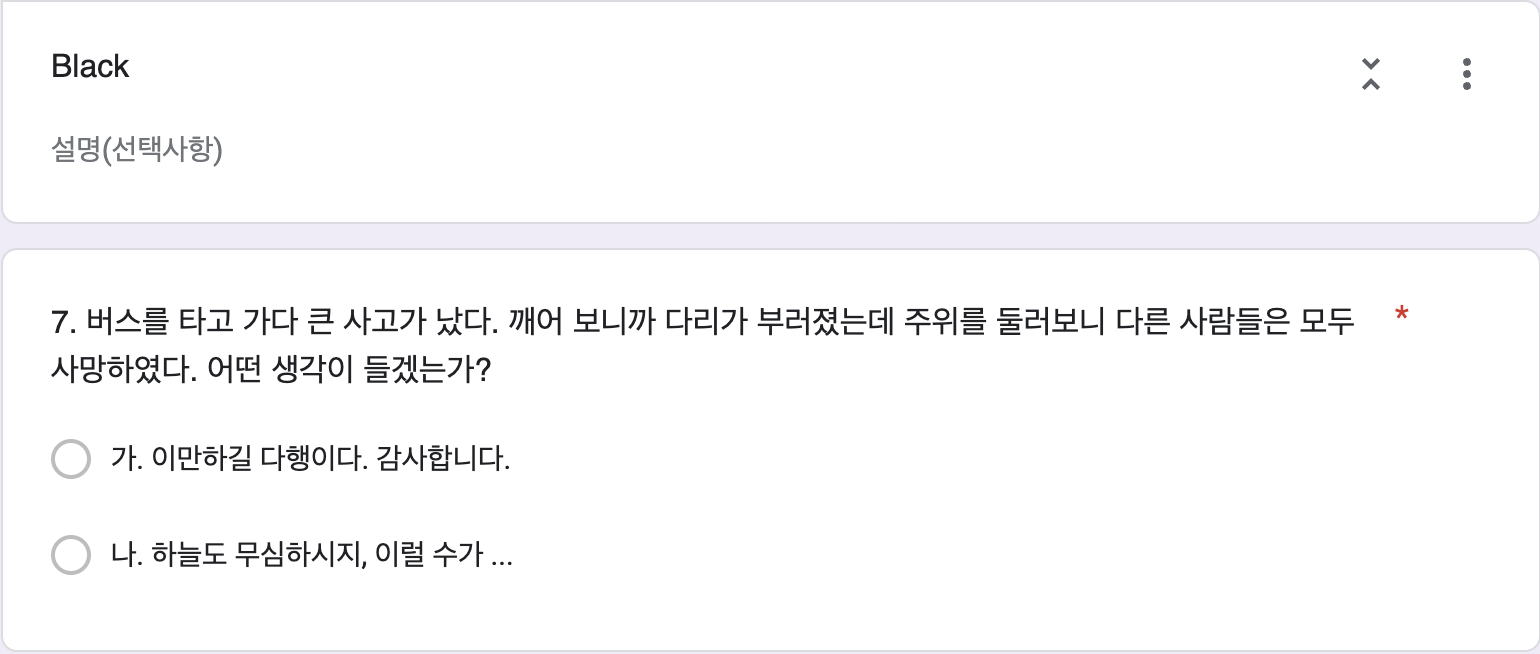 Black
설명(선택사항)
7. 버스를 타고 가다 큰 사고가 났다. 깨어 보니까 다리가 부러졌는데 주위를 둘러보니 다른 사람들은 모두 *
사망하였다. 어떤 생각이 들겠는가?
가. 이만하길 다행이다. 감사합니다.
나. 하늘도 무심하시지, 이럴 수가 ...